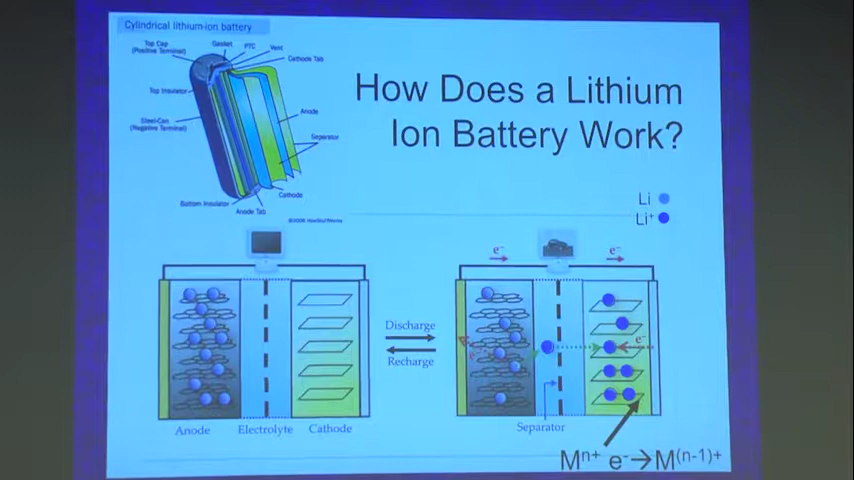 Cylindrical lithium-ion battery
Top Cap
(Positive Terminal)
Gasket
PTC
Vent
Cathode Tab
Top Insulator
Anode
Steel-Can
(Negative Terminal)
Separator
Cathode
Bottom Insulator
Anode Tab
©2006 HowStuffWorks
How Does a Lithium
Ion Battery Work?
Li
Li⁺
e⁻
e⁻
Discharge
Recharge
e⁻
e⁻
Anode
Electrolyte
Cathode
Separator
Mⁿ⁺ e⁻→M⁽ⁿ⁻¹⁾⁺